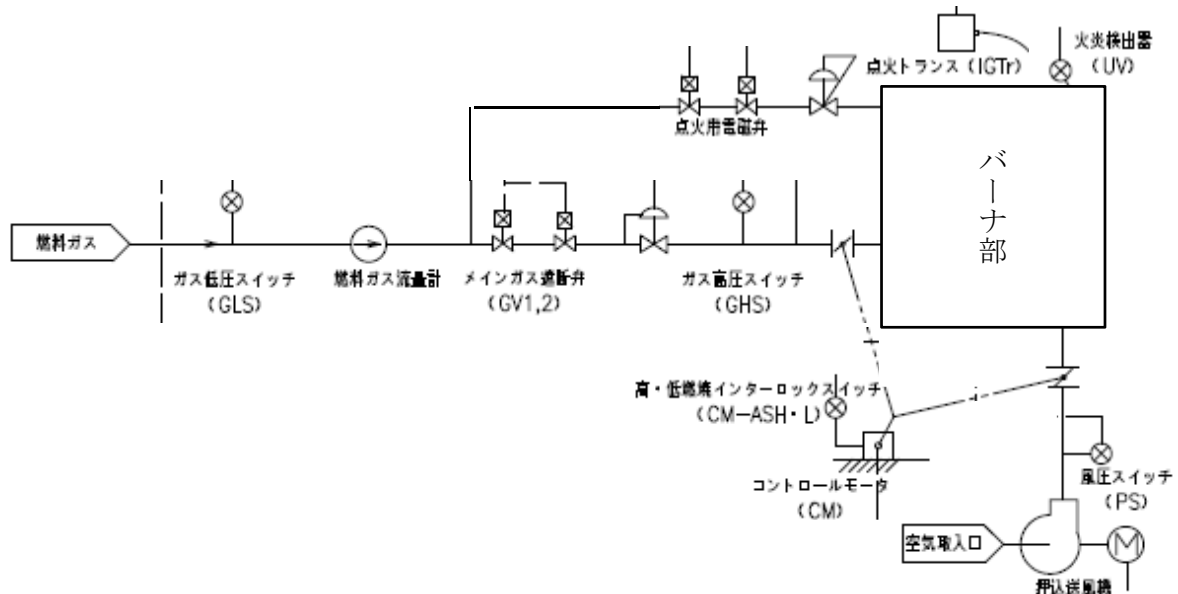 点火トランス(IGTr)
火炎検出器
(UV)
点火用電磁弁
バーナ部
燃料ガス
ガス低圧スイッチ
(GLS)
燃料ガス流量計
メインガス遮断弁
(GV1,2)
ガス高圧スイッチ
(GHS)
高・低燃焼インターロックスイッチ
(CM-ASH・L)
コントロールモータ
(CM)
風圧スイッチ
(PS)
空気取入口
M
押込送風機